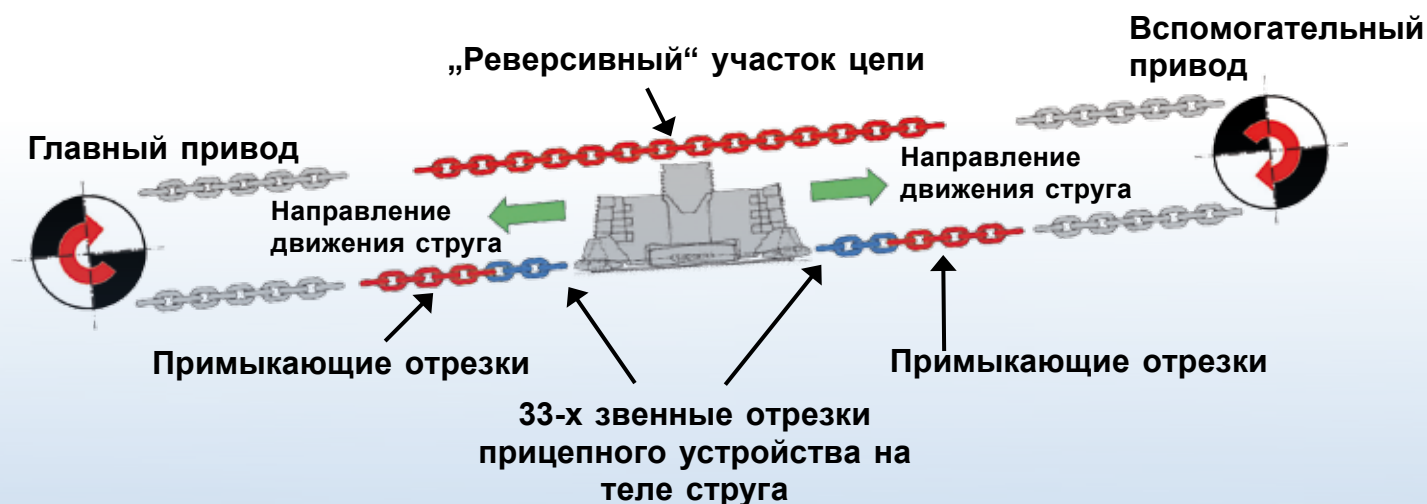 Вспомогательный
привод
„Реверсивный“ участок цепи
Главный привод
Направление
движения струга
Направление
движения струга
Примыкающие отрезки
Примыкающие отрезки
33-х звенные отрезки
прицепного устройства на
теле струга